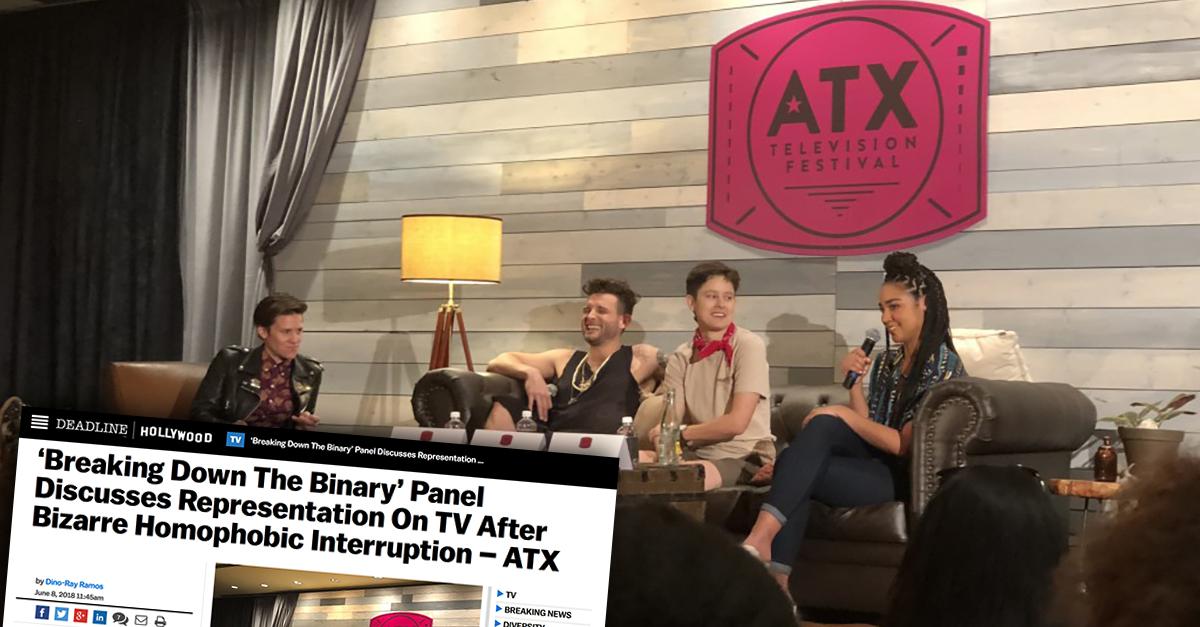 ATX
TELEVISION
FESTIVAL
DEADLINE | HOLLYWOOD TV 'Breaking Down The Binary' Panel Discusses Representation ...
‘Breaking Down The Binary’ Panel
Discusses Representation On TV After
Bizarre Homophobic Interruption – ATX
by Dino-Ray Ramos
June 8, 2018 11:45am
TV
BREAKING NEWS
DIVERSITY